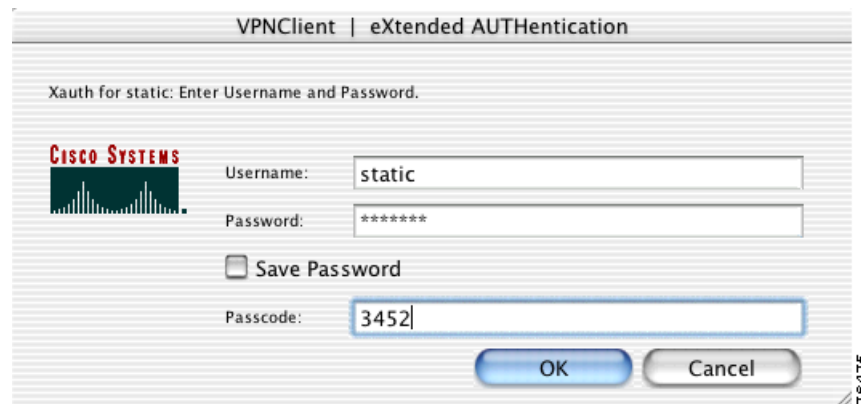 VPNClient | eXtended AUTHentication
Xauth for static: Enter Username and Password.
CISCO SYSTEMS
Username: static
Password: *******
Save Password
Passcode: 3452
OK Cancel
78475